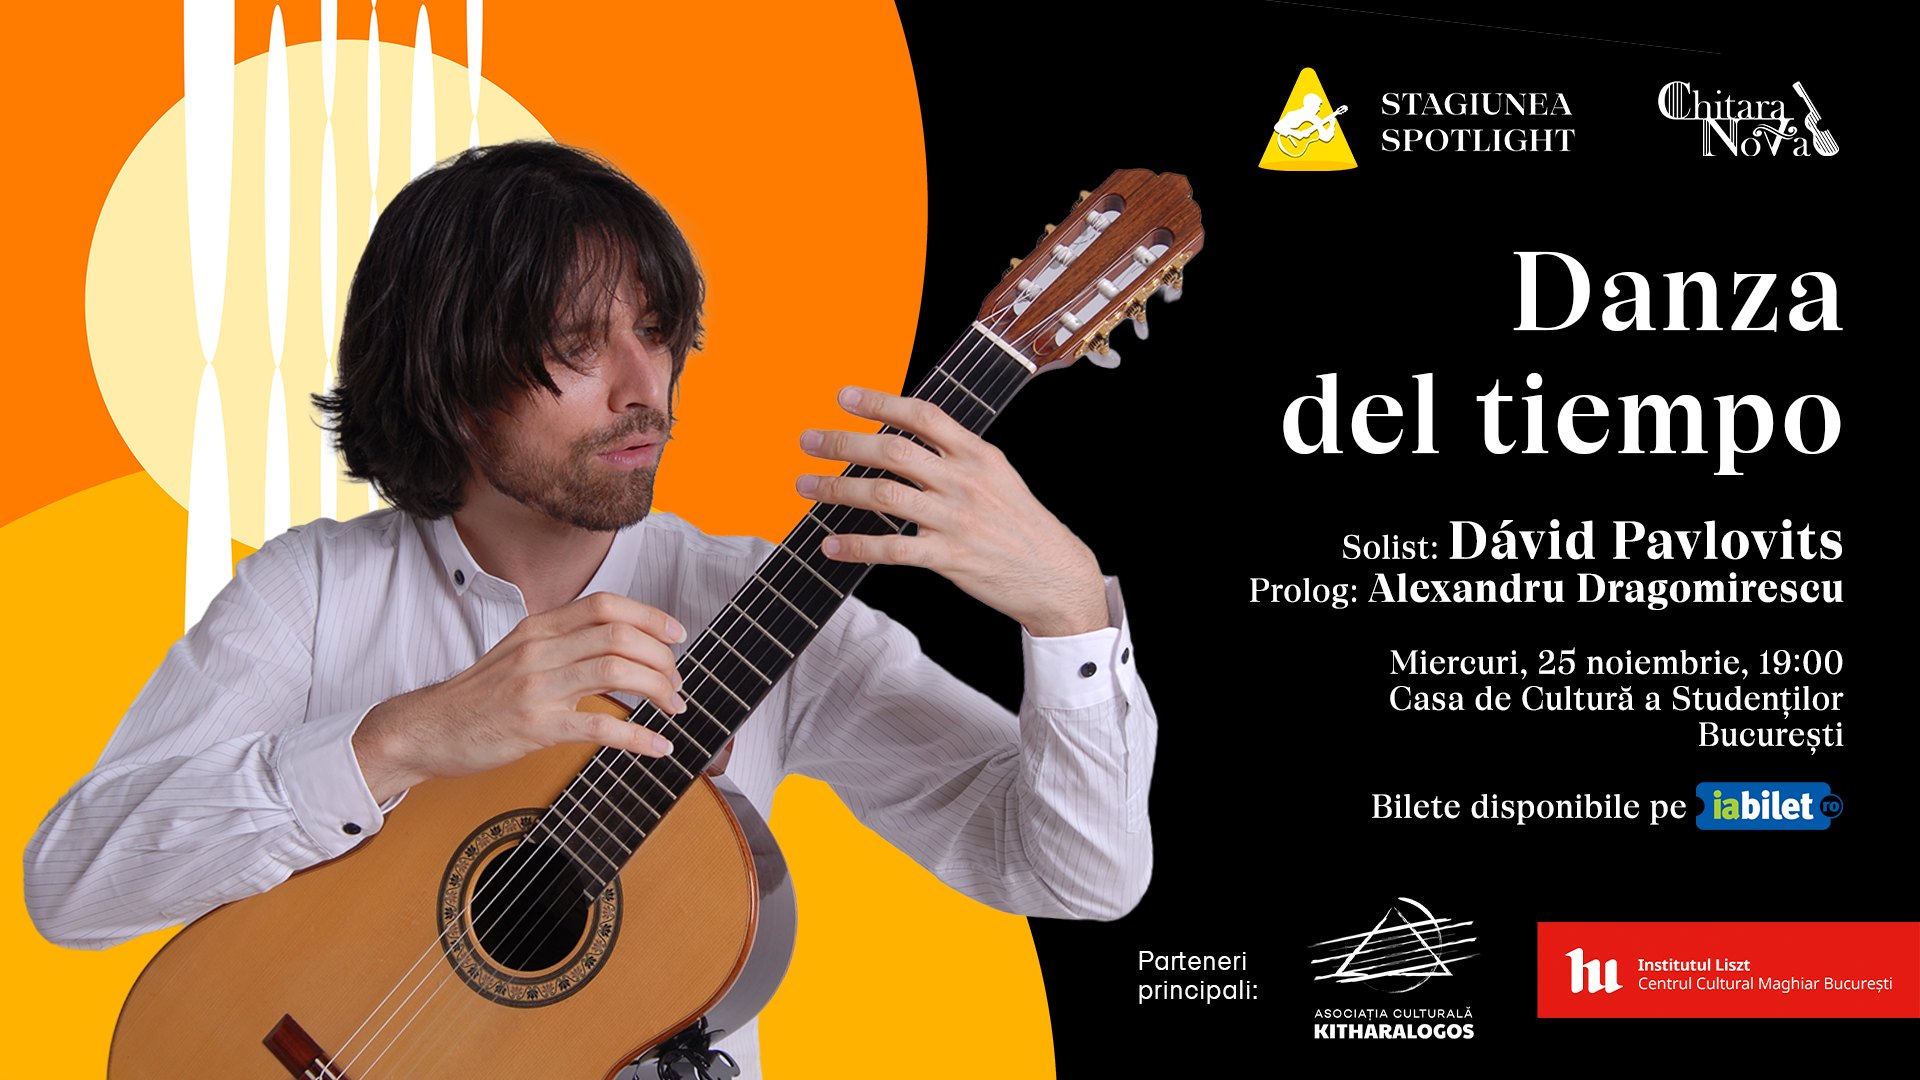 STAGIUNEA
SPOTLIGHT
Chitara
Nova
Danza
del tiempo
Solist: Dávid Pavlovits
Prolog: Alexandru Dragomirescu
Miercuri, 25 noiembrie, 19:00
Casa de Cultură a Studenților
București
Bilete disponibile pe iabilet ro
Parteneri
principali:
ASOCIAȚIA CULTURALĂ
KITHARALOGOS
hu
Institutul Liszt
Centrul Cultural Maghiar București